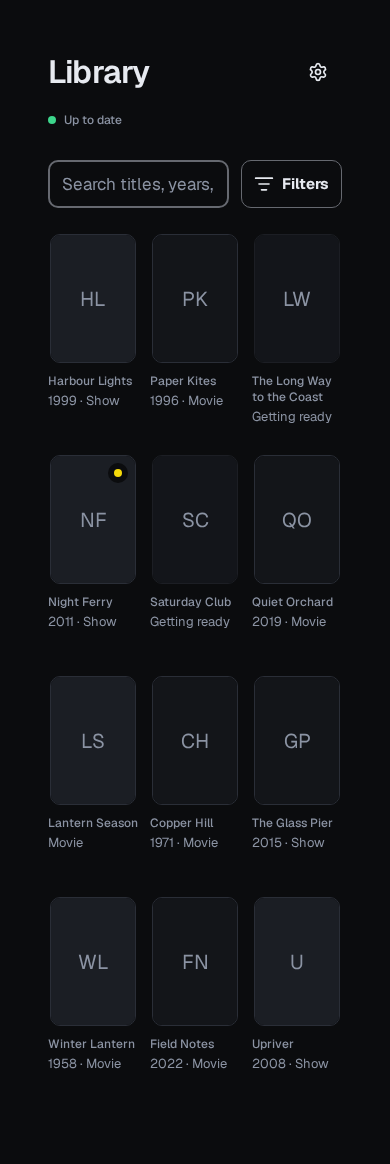 Library
Up to date
Search titles, years,
Filters
HL
PK
LW
Harbour Lights
1999 · Show
Paper Kites
1996 · Movie
The Long Way
to the Coast
Getting ready
NF
SC
QO
Night Ferry
2011 · Show
Saturday Club
Getting ready
Quiet Orchard
2019 · Movie
LS
CH
GP
Lantern Season
Movie
Copper Hill
1971 · Movie
The Glass Pier
2015 · Show
WL
FN
U
Winter Lantern
1958 · Movie
Field Notes
2022 · Movie
Upriver
2008 · Show